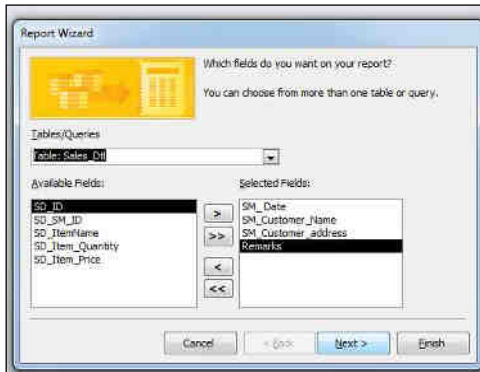 Report Wizard
Which fields do you want on your report?
You can choose from more than one table or query.
Tables/Queries
Table: Sales_Dtl
Available Fields:
Selected Fields:
SD_ID
SD_SM_ID
SD_ItemName
SD_Item_Quantity
SD_Item_Price
>
>>
<
<<
SM_Date
SM_Customer_Name
SM_Customer_address
Remarks
Cancel
< Back
Next >
Finish